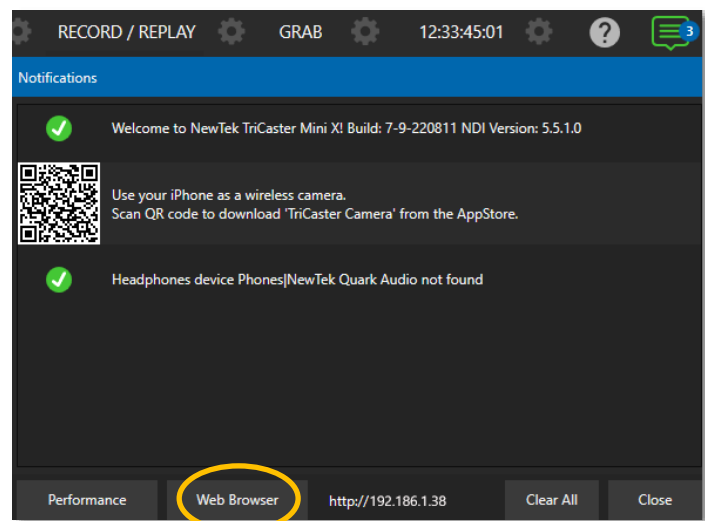 RECORD / REPLAY GRAB 12:33:45:01 ? 3
Notifications
Welcome to NewTek TriCaster Mini X! Build: 7-9-220811 NDI Version: 5.5.1.0
Use your iPhone as a wireless camera.
Scan QR code to download 'TriCaster Camera' from the AppStore.
Headphones device Phones|NewTek Quark Audio not found
Performance Web Browser http://192.186.1.38 Clear All Close